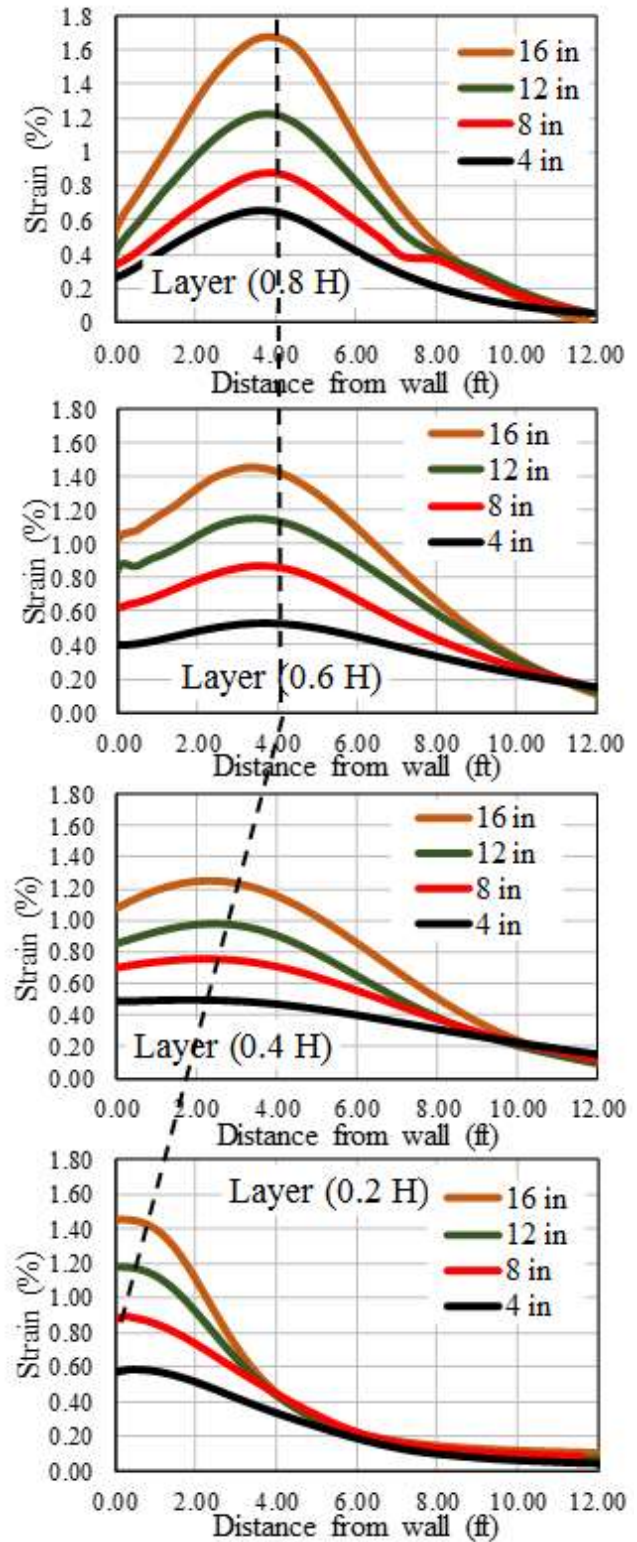 1.8
1.6
1.4
1.2
1
0.8
0.6
0.4
0.2
0
Strain (%)
16 in
12 in
8 in
4 in
Layer (0.8 H)
0.00 2.00 4.00 6.00 8.00 10.00 12.00
Distance from wall (ft)
1.80
1.60
1.40
1.20
1.00
0.80
0.60
0.40
0.20
0.00
Strain (%)
16 in
12 in
8 in
4 in
Layer (0.6 H)
0.00 2.00 4.00 6.00 8.00 10.00 12.00
Distance from wall (ft)
1.80
1.60
1.40
1.20
1.00
0.80
0.60
0.40
0.20
0.00
Strain (%)
16 in
12 in
8 in
4 in
Layer (0.4 H)
0.00 2.00 4.00 6.00 8.00 10.00 12.00
Distance from wall (ft)
1.80
1.60
1.40
1.20
1.00
0.80
0.60
0.40
0.20
0.00
Strain (%)
Layer (0.2 H)
16 in
12 in
8 in
4 in
0.00 2.00 4.00 6.00 8.00 10.00 12.00
Distance from wall (ft)